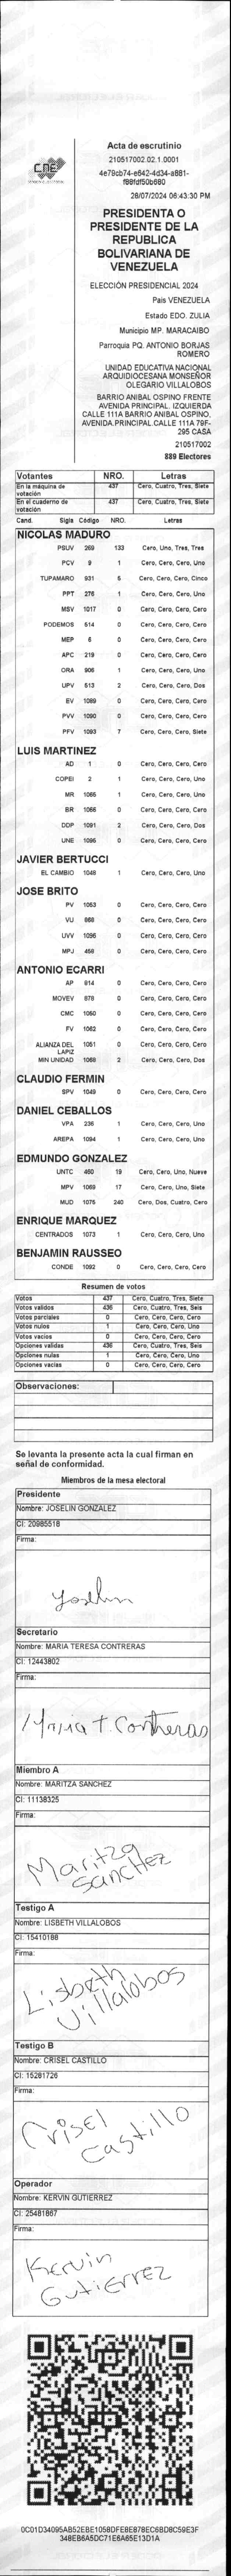 CNE
Acta de escrutinio
210517002.02.1.0001
4e79cb74-e642-4d34-a881-
f88fdf50b680
28/07/2024 06:43:30 PM
PRESIDENTA O
PRESIDENTE DE LA
REPUBLICA
BOLIVARIANA DE
VENEZUELA
ELECCIÓN PRESIDENCIAL 2024
Pais VENEZUELA
Estado EDO. ZULIA
Municipio MP. MARACAIBO
Parroquia PQ. ANTONIO BORJAS
ROMERO
UNIDAD EDUCATIVA NACIONAL
ARQUIDIOCESANA MONSEÑOR
OLEGARIO VILLALOBOS
BARRIO ANIBAL OSPINO FRENTE
AVENIDA PRINCIPAL. IZQUIERDA
CALLE 111A BARRIO ANIBAL OSPINO.
AVENIDA.PRINCIPAL.CALLE 111A 79F-
295 CASA
210517002
889 Electores
Votantes NRO. Letras
En la máquina de votación 437 Cero, Cuatro, Tres, Siete
En el cuaderno de votación 437 Cero, Cuatro, Tres, Siete
Cand. Sigla Código NRO. Letras
NICOLAS MADURO
PSUV 269 133 Cero, Uno, Tres, Tres
PCV 9 1 Cero, Cero, Cero, Uno
TUPAMARO 931 5 Cero, Cero, Cero, Cinco
PPT 276 1 Cero, Cero, Cero, Uno
MSV 1017 0 Cero, Cero, Cero, Cero
PODEMOS 514 0 Cero, Cero, Cero, Cero
MEP 6 0 Cero, Cero, Cero, Cero
APC 219 0 Cero, Cero, Cero, Cero
ORA 906 1 Cero, Cero, Cero, Uno
UPV 513 2 Cero, Cero, Cero, Dos
EV 1089 0 Cero, Cero, Cero, Cero
PVV 1090 0 Cero, Cero, Cero, Cero
PFV 1093 7 Cero, Cero, Cero, Siete
LUIS MARTINEZ
AD 1 0 Cero, Cero, Cero, Cero
COPEI 2 1 Cero, Cero, Cero, Uno
MR 1065 1 Cero, Cero, Cero, Uno
BR 1066 0 Cero, Cero, Cero, Cero
DDP 1091 2 Cero, Cero, Cero, Dos
UNE 1095 0 Cero, Cero, Cero, Cero
JAVIER BERTUCCI
EL CAMBIO 1048 1 Cero, Cero, Cero, Uno
JOSE BRITO
PV 1053 0 Cero, Cero, Cero, Cero
VU 868 0 Cero, Cero, Cero, Cero
UVV 1096 0 Cero, Cero, Cero, Cero
MPJ 458 0 Cero, Cero, Cero, Cero
ANTONIO ECARRI
AP 914 0 Cero, Cero, Cero, Cero
MOVEV 878 0 Cero, Cero, Cero, Cero
CMC 1050 0 Cero, Cero, Cero, Cero
FV 1062 0 Cero, Cero, Cero, Cero
ALIANZA DEL LAPIZ 1051 0 Cero, Cero, Cero, Cero
MIN UNIDAD 1068 2 Cero, Cero, Cero, Dos
CLAUDIO FERMIN
SPV 1049 0 Cero, Cero, Cero, Cero
DANIEL CEBALLOS
VPA 236 1 Cero, Cero, Cero, Uno
AREPA 1094 1 Cero, Cero, Cero, Uno
EDMUNDO GONZALEZ
UNTC 460 19 Cero, Cero, Uno, Nueve
MPV 1069 17 Cero, Cero, Uno, Siete
MUD 1075 240 Cero, Dos, Cuatro, Cero
ENRIQUE MARQUEZ
CENTRADOS 1073 1 Cero, Cero, Cero, Uno
BENJAMIN RAUSSEO
CONDE 1092 0 Cero, Cero, Cero, Cero
Resumen de votos
Votos 437 Cero, Cuatro, Tres, Siete
Votos validos 436 Cero, Cuatro, Tres, Seis
Votos parciales 0 Cero, Cero, Cero, Cero
Votos nulos 1 Cero, Cero, Cero, Uno
Votos vacios 0 Cero, Cero, Cero, Cero
Opciones validas 436 Cero, Cuatro, Tres, Seis
Opciones nulas 1 Cero, Cero, Cero, Uno
Opciones vacias 0 Cero, Cero, Cero, Cero
Observaciones:
Se levanta la presente acta la cual firman en
señal de conformidad.
Miembros de la mesa electoral
Presidente
Nombre: JOSELIN GONZALEZ
CI: 20985518
Firma:
Yoselin
Secretario
Nombre: MARIA TERESA CONTRERAS
CI: 12443802
Firma:
Maria T. Contreras
Miembro A
Nombre: MARITZA SANCHEZ
CI: 11138325
Firma:
Maritza
Sanchez
Testigo A
Nombre: LISBETH VILLALOBOS
CI: 15410188
Firma:
Lisbeth
Villalobos
Testigo B
Nombre: CRISEL CASTILLO
CI: 15281726
Firma:
Crisel
Castillo
Operador
Nombre: KERVIN GUTIERREZ
CI: 25481867
Firma:
Kervin
Gutierrez
0C01D34095AB52EBE1058DFE8EB78EC6BD8C59E3F
348EB6A5DC71E6A65E13D1A